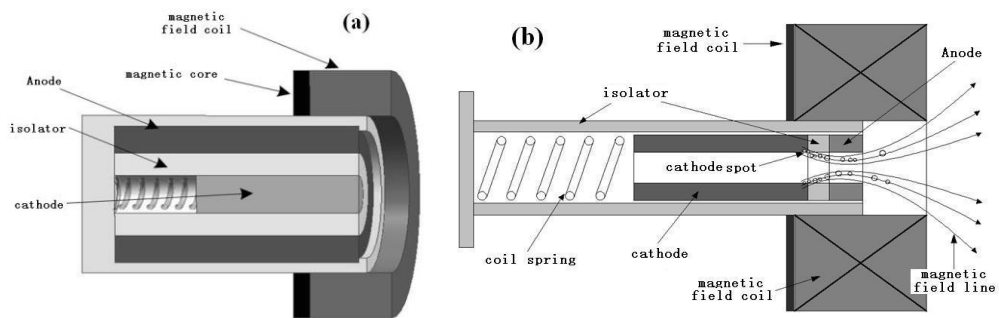 (a)
magnetic
field coil
magnetic core
Anode
isolator
cathode
(b)
magnetic
field coil
Anode
isolator
cathode spot
cathode
coil spring
magnetic
field coil
magnetic
field line